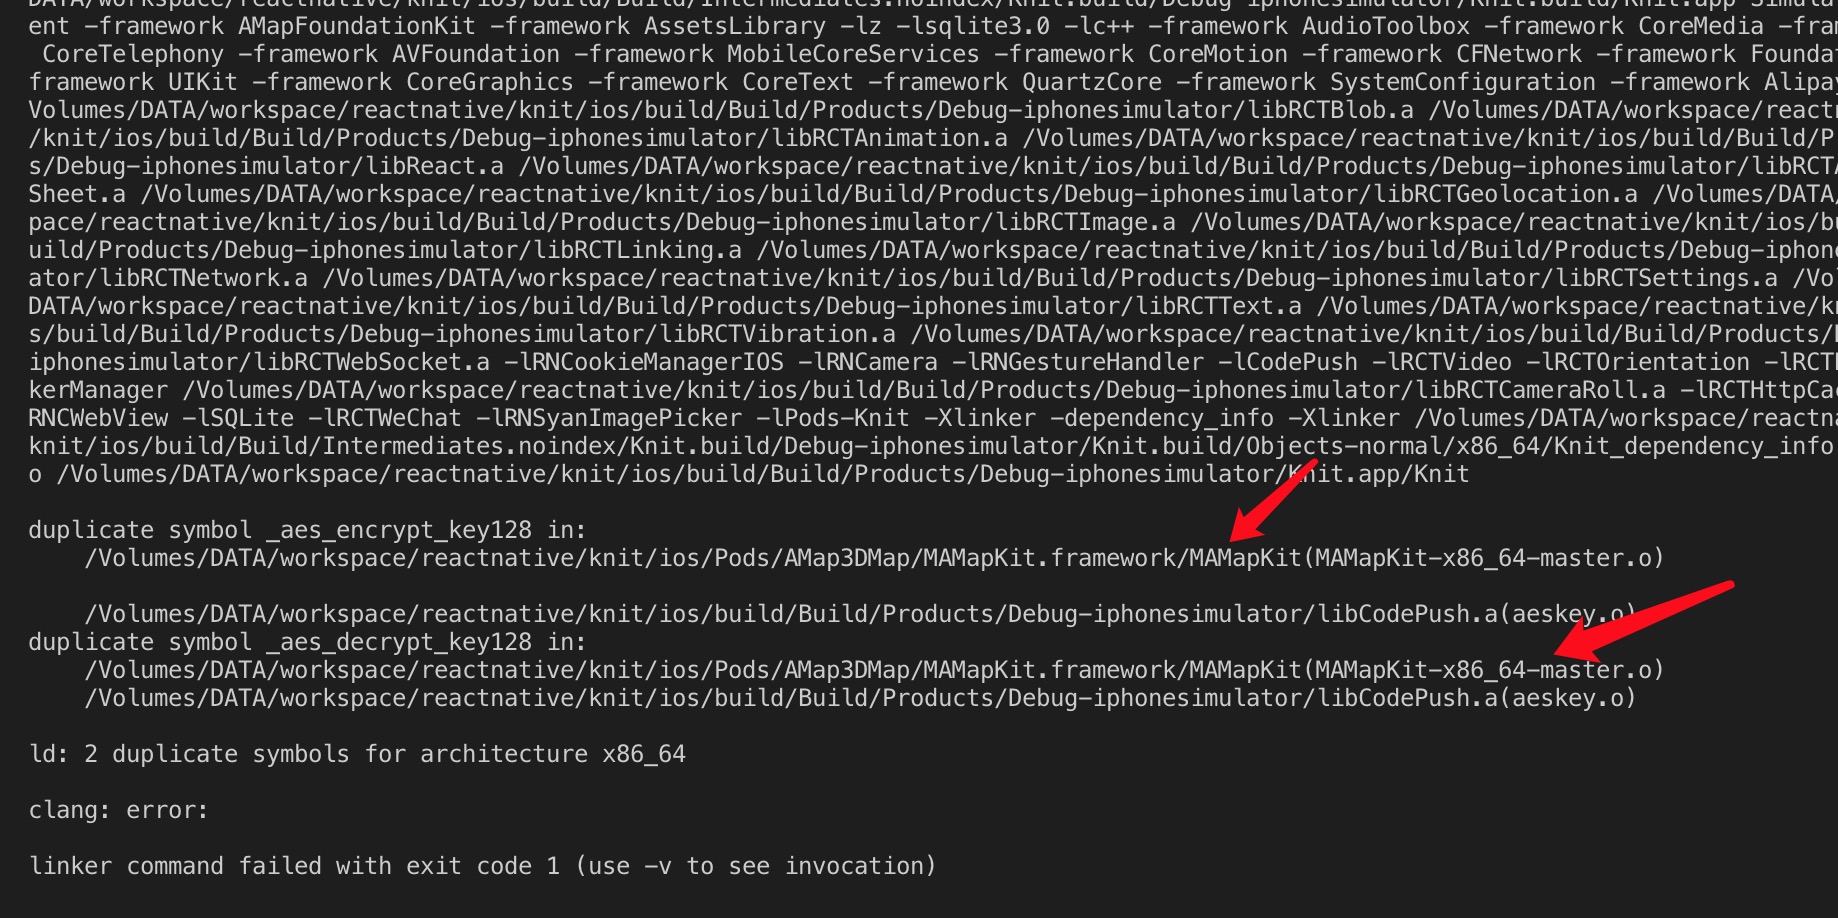 DATA/workspace/reactnative/knit/ios/build/Build/Intermediates.noindex/Knit.build/Debug-iphonesimulator/Knit.build/Knit.app-Simula
ent -framework AMapFoundationKit -framework AssetsLibrary -lz -lsqlite3.0 -lc++ -framework AudioToolbox -framework CoreMedia -fram
CoreTelephony -framework AVFoundation -framework MobileCoreServices -framework CoreMotion -framework CFNetwork -framework Foundat
framework UIKit -framework CoreGraphics -framework CoreText -framework QuartzCore -framework SystemConfiguration -framework Alipay
Volumes/DATA/workspace/reactnative/knit/ios/build/Build/Products/Debug-iphonesimulator/libRCTBlob.a /Volumes/DATA/workspace/reactn
/knit/ios/build/Build/Products/Debug-iphonesimulator/libRCTAnimation.a /Volumes/DATA/workspace/reactnative/knit/ios/build/Build/P
s/Debug-iphonesimulator/libReact.a /Volumes/DATA/workspace/reactnative/knit/ios/build/Build/Products/Debug-iphonesimulator/libRCTA
Sheet.a /Volumes/DATA/workspace/reactnative/knit/ios/build/Build/Products/Debug-iphonesimulator/libRCTGeolocation.a /Volumes/DATA/
pace/reactnative/knit/ios/build/Build/Products/Debug-iphonesimulator/libRCTImage.a /Volumes/DATA/workspace/reactnative/knit/ios/bu
uild/Products/Debug-iphonesimulator/libRCTLinking.a /Volumes/DATA/workspace/reactnative/knit/ios/build/Build/Products/Debug-iphone
ator/libRCTNetwork.a /Volumes/DATA/workspace/reactnative/knit/ios/build/Build/Products/Debug-iphonesimulator/libRCTSettings.a /Vol
DATA/workspace/reactnative/knit/ios/build/Build/Products/Debug-iphonesimulator/libRCTText.a /Volumes/DATA/workspace/reactnative/kn
s/build/Build/Products/Debug-iphonesimulator/libRCTVibration.a /Volumes/DATA/workspace/reactnative/knit/ios/build/Build/Products/D
iphonesimulator/libRCTWebSocket.a -lRNCookieManagerIOS -lRNCamera -lRNGestureHandler -lCodePush -lRCTVideo -lRCTOrientation -lRCTP
kerManager /Volumes/DATA/workspace/reactnative/knit/ios/build/Build/Products/Debug-iphonesimulator/libRCTCameraRoll.a -lRCTHttpCac
RNCWebView -lSQLite -lRCTWeChat -lRNSyanImagePicker -lPods-Knit -Xlinker -dependency_info -Xlinker /Volumes/DATA/workspace/reactna
knit/ios/build/Build/Intermediates.noindex/Knit.build/Debug-iphonesimulator/Knit.build/Objects-normal/x86_64/Knit_dependency_info
o /Volumes/DATA/workspace/reactnative/knit/ios/build/Build/Products/Debug-iphonesimulator/Knit.app/Knit
duplicate symbol _aes_encrypt_key128 in:
/Volumes/DATA/workspace/reactnative/knit/ios/Pods/AMap3DMap/MAMapKit.framework/MAMapKit(MAMapKit-x86_64-master.o)
/Volumes/DATA/workspace/reactnative/knit/ios/build/Build/Products/Debug-iphonesimulator/libCodePush.a(aeskey.o)
duplicate symbol _aes_decrypt_key128 in:
/Volumes/DATA/workspace/reactnative/knit/ios/Pods/AMap3DMap/MAMapKit.framework/MAMapKit(MAMapKit-x86_64-master.o)
/Volumes/DATA/workspace/reactnative/knit/ios/build/Build/Products/Debug-iphonesimulator/libCodePush.a(aeskey.o)
ld: 2 duplicate symbols for architecture x86_64
clang: error:
linker command failed with exit code 1 (use -v to see invocation)